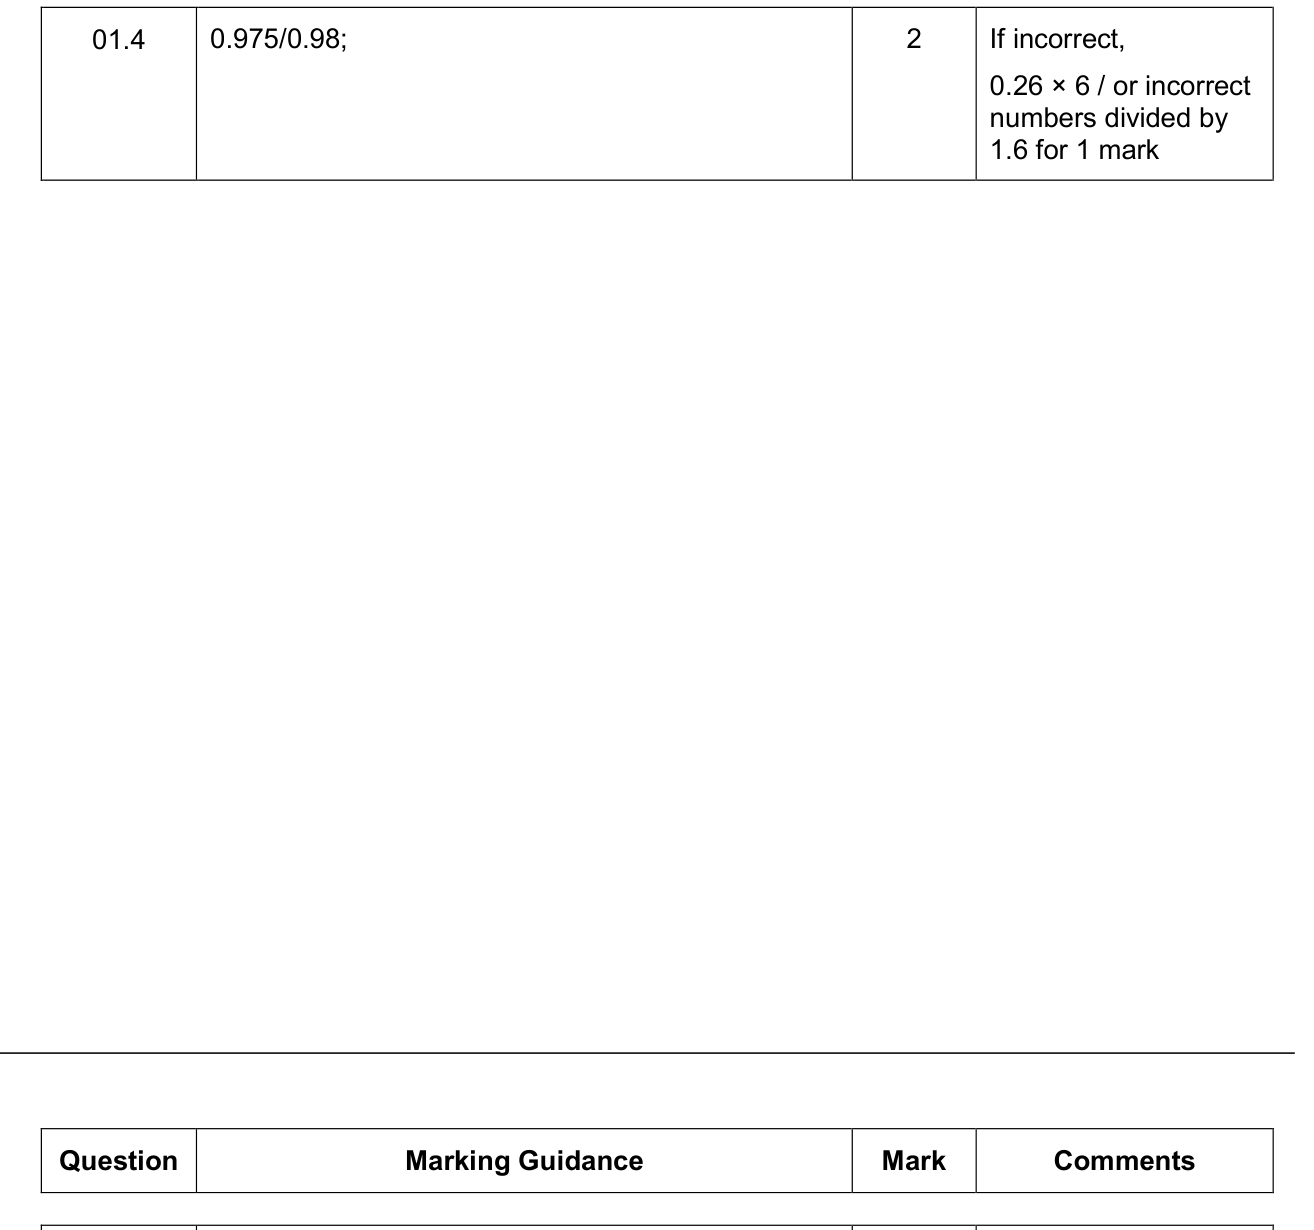 01.4
0.975/0.98;
2
If incorrect,
0.26 × 6 / or incorrect
numbers divided by
1.6 for 1 mark
Question
Marking Guidance
Mark
Comments